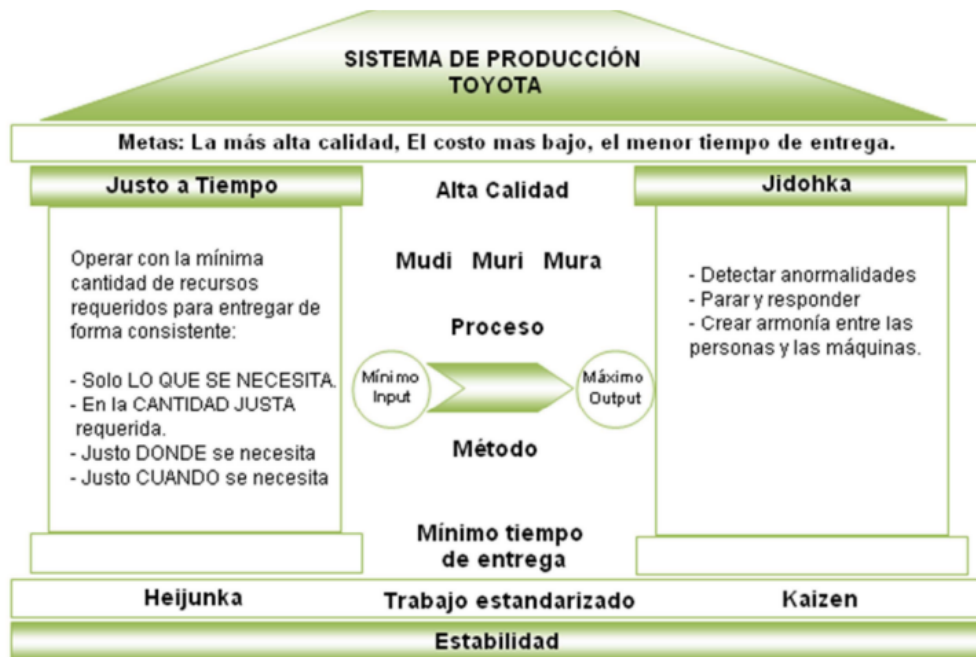 SISTEMA DE PRODUCCIÓN
TOYOTA
Metas: La más alta calidad, El costo mas bajo, el menor tiempo de entrega.
Justo a Tiempo
Operar con la mínima
cantidad de recursos
requeridos para entregar de
forma consistente:
- Solo LO QUE SE NECESITA.
- En la CANTIDAD JUSTA
requerida.
- Justo DONDE se necesita
- Justo CUANDO se necesita
Alta Calidad
Mudi Muri Mura
Proceso
Mínimo
Input
Máximo
Output
Método
Mínimo tiempo
de entrega
Jidohka
- Detectar anormalidades
- Parar y responder
- Crear armonía entre las
personas y las máquinas.
Heijunka
Trabajo estandarizado
Kaizen
Estabilidad